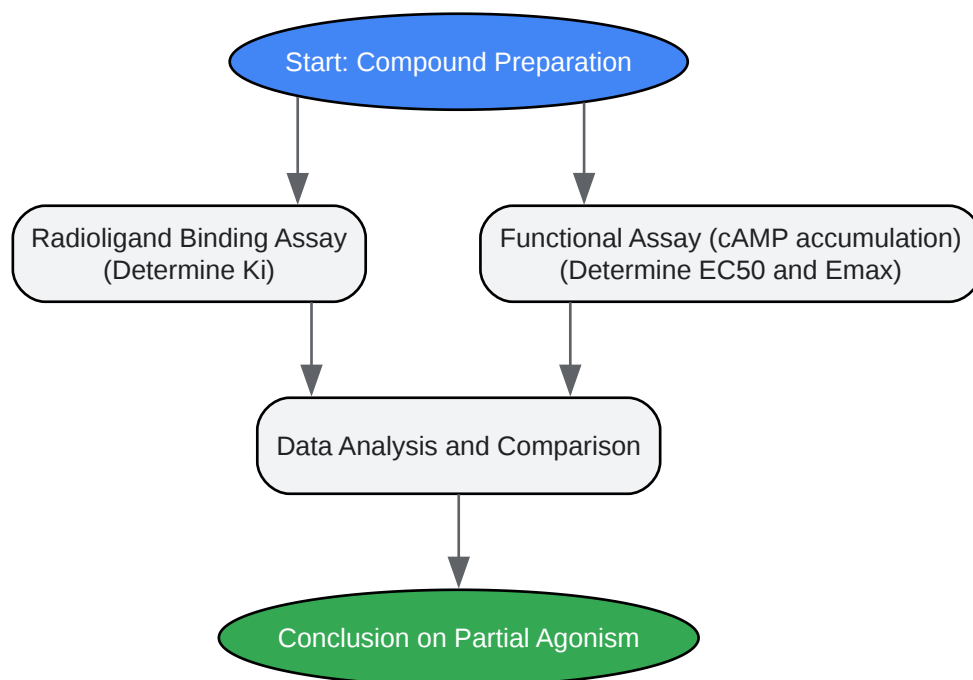 Start: Compound Preparation
Radioligand Binding Assay
(Determine Ki)
Functional Assay (cAMP accumulation)
(Determine EC50 and Emax)
Data Analysis and Comparison
Conclusion on Partial Agonism